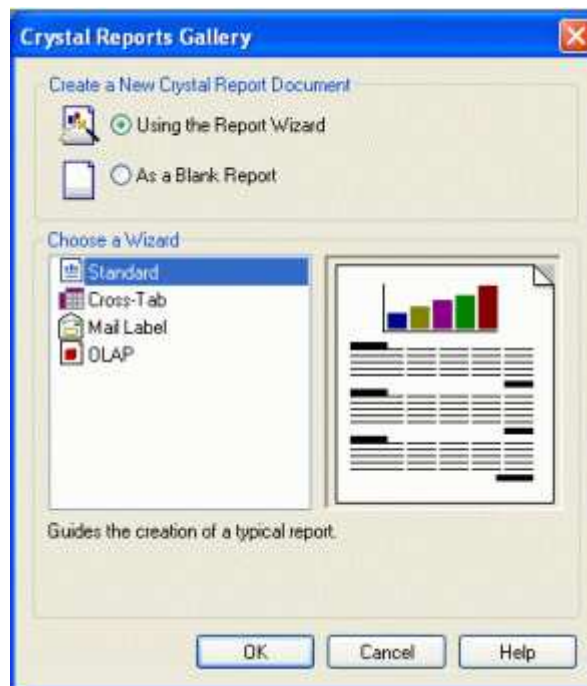 Crystal Reports Gallery
Create a New Crystal Report Document
Using the Report Wizard
As a Blank Report
Choose a Wizard
Standard
Cross-Tab
Mail Label
OLAP
Guides the creation of a typical report.
OK Cancel Help